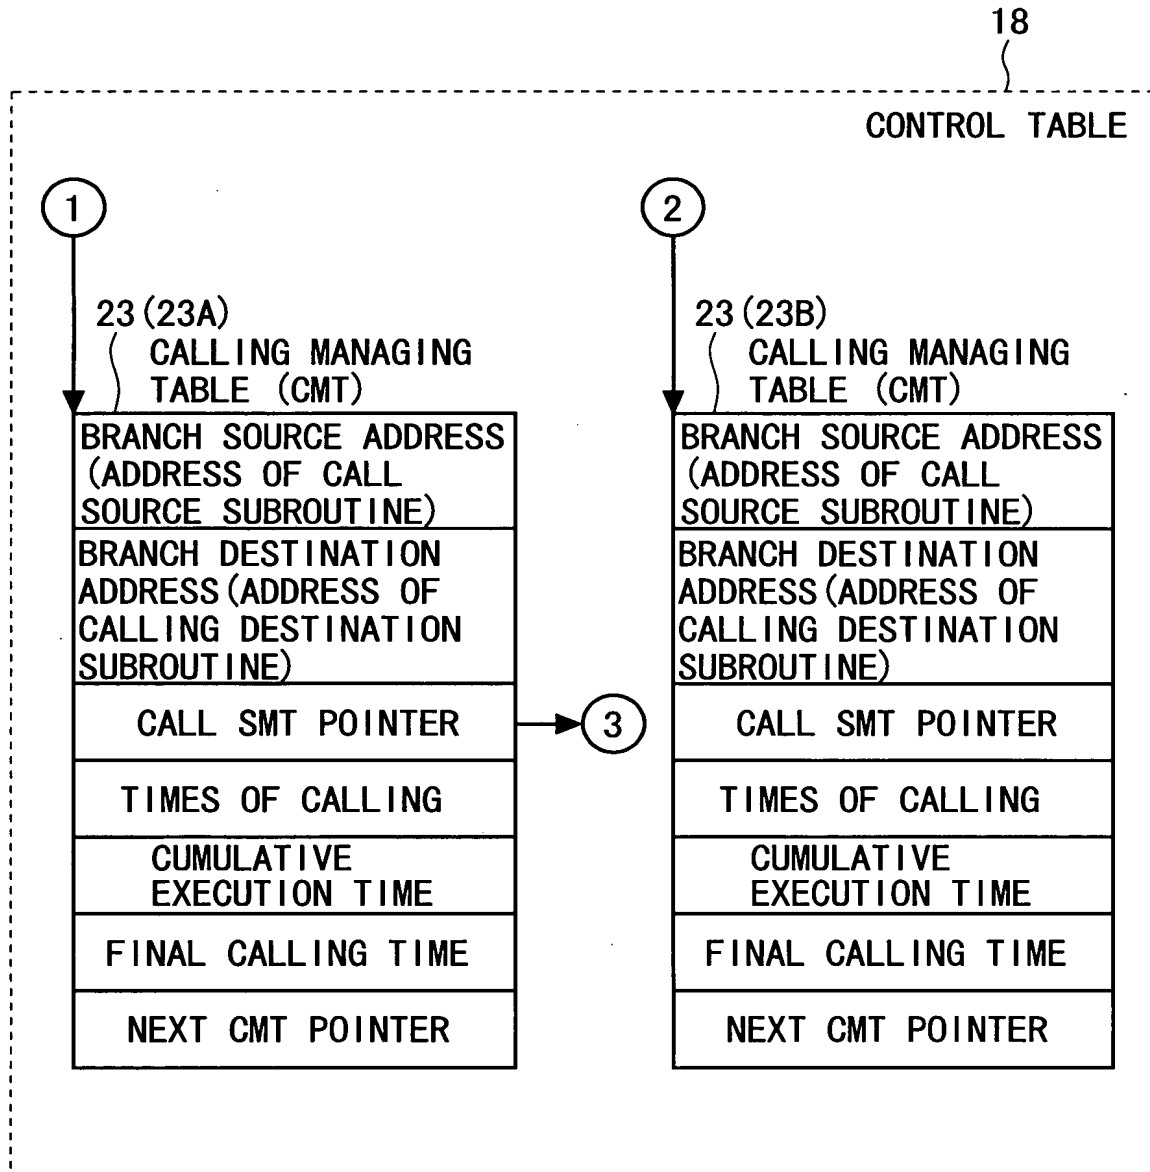 18
CONTROL TABLE
1
2
23(23A)
CALLING MANAGING
TABLE (CMT)
BRANCH SOURCE ADDRESS
(ADDRESS OF CALL
SOURCE SUBROUTINE)
BRANCH DESTINATION
ADDRESS(ADDRESS OF
CALLING DESTINATION
SUBROUTINE)
CALL SMT POINTER
3
TIMES OF CALLING
CUMULATIVE
EXECUTION TIME
FINAL CALLING TIME
NEXT CMT POINTER
23(23B)
CALLING MANAGING
TABLE (CMT)
BRANCH SOURCE ADDRESS
(ADDRESS OF CALL
SOURCE SUBROUTINE)
BRANCH DESTINATION
ADDRESS(ADDRESS OF
CALLING DESTINATION
SUBROUTINE)
CALL SMT POINTER
TIMES OF CALLING
CUMULATIVE
EXECUTION TIME
FINAL CALLING TIME
NEXT CMT POINTER